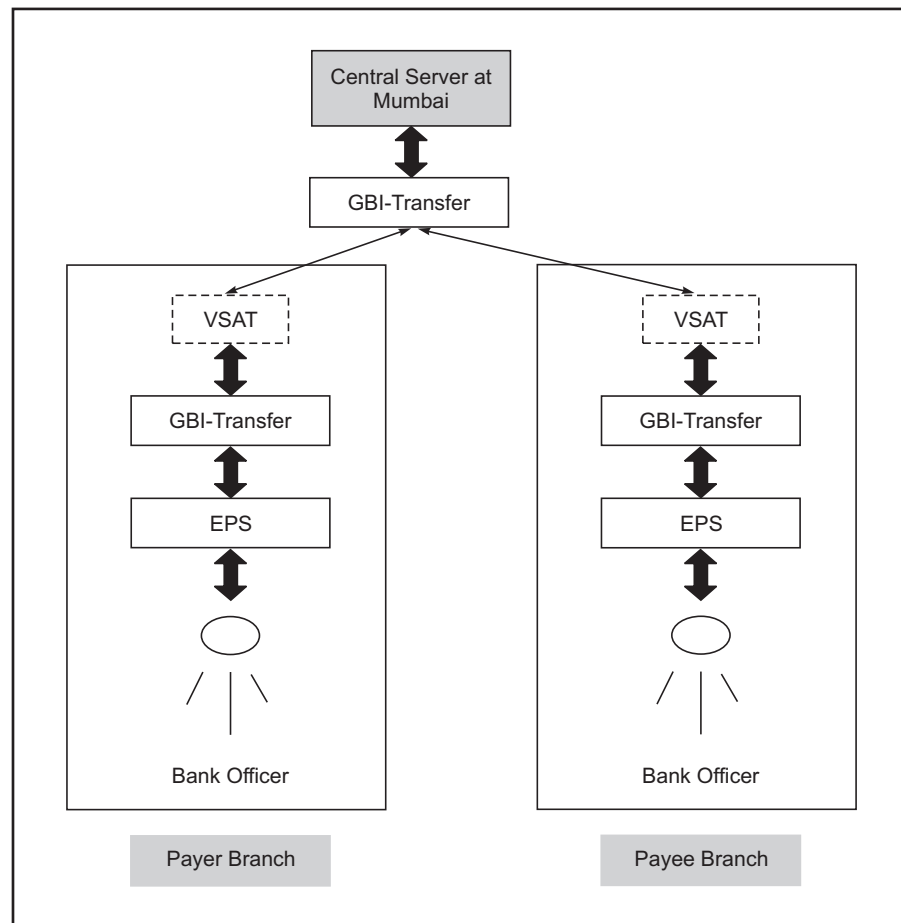 Central Server at
Mumbai
GBI-Transfer
VSAT
GBI-Transfer
EPS
Bank Officer
Payer Branch
VSAT
GBI-Transfer
EPS
Bank Officer
Payee Branch